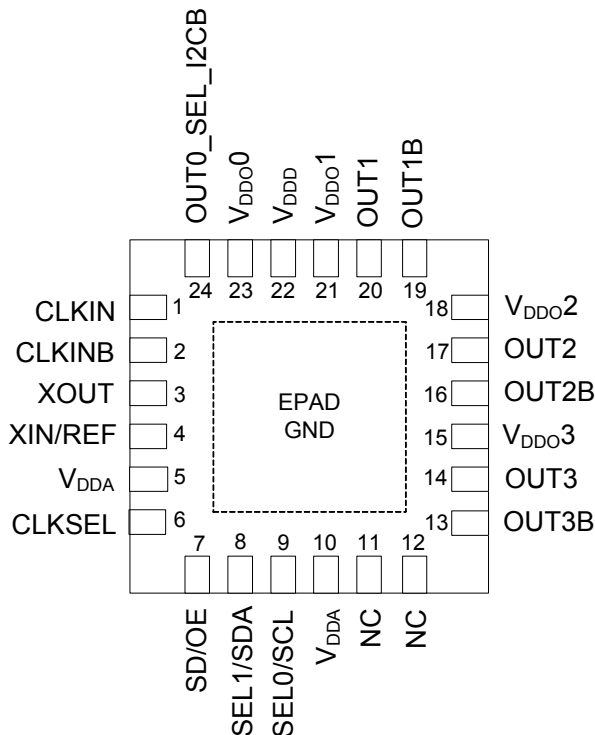 OUT0_SEL_I2CB
VDDO0
VDDD
VDDO1
OUT1
OUT1B
24 23 22 21 20 19
CLKIN 1
CLKINB 2
XOUT 3
XIN/REF 4
VDDA 5
CLKSEL 6
EPAD
GND
18 VDDO2
17 OUT2
16 OUT2B
15 VDDO3
14 OUT3
13 OUT3B
7 8 9 10 11 12
SD/OE
SEL1/SDA
SEL0/SCL
VDDA
NC
NC